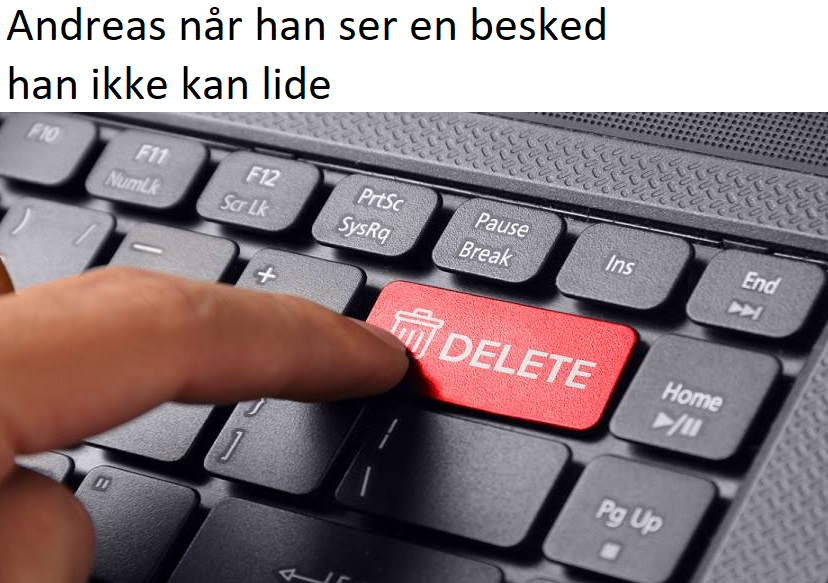 Andreas når han ser en besked
han ikke kan lide
F10
F11
NumLk
F12
Scr Lk
PrtSc
SysRq
Pause
Break
Ins
End
) /
—
+
DELETE
Home
}
]
|
"
Pg Up